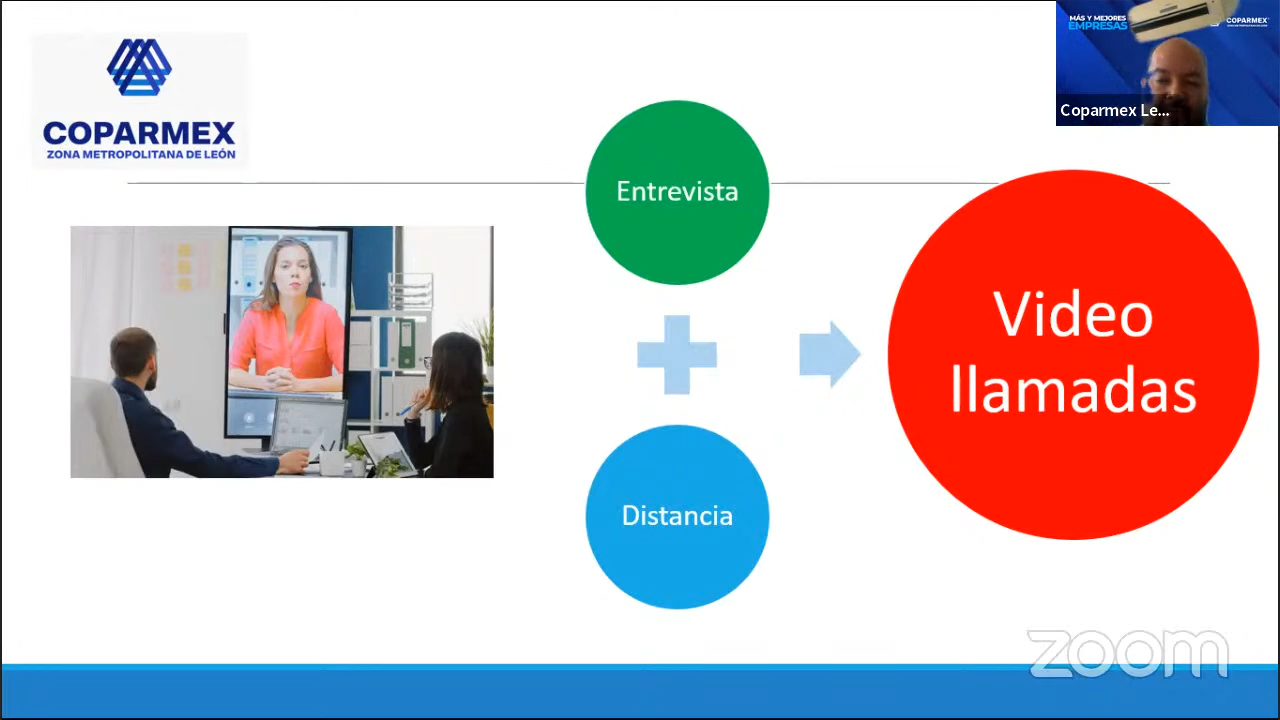 COPARMEX
ZONA METROPOLITANA DE LEÓN
MÁS Y MEJORES
EMPRESAS
COPARMEX
Coparmex Le...
Entrevista
Distancia
Video
llamadas
zoom